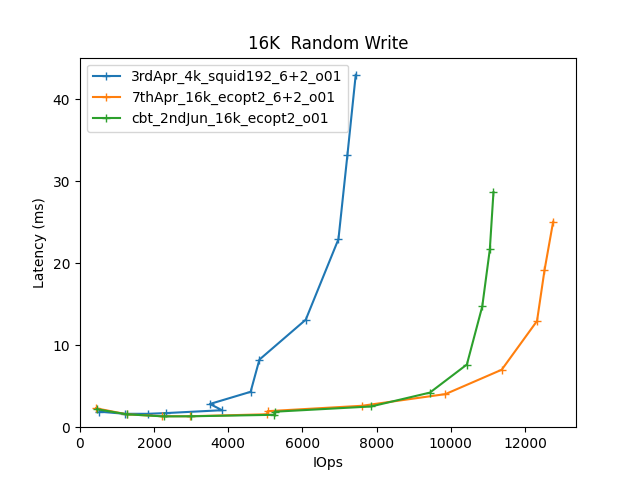 16K  Random Write
3rdApr_4k_squid192_6+2_o01
7thApr_16k_ecopt2_6+2_o01
cbt_2ndJun_16k_ecopt2_o01
Latency (ms)
40
30
20
10
0
0 2000 4000 6000 8000 10000 12000
IOps